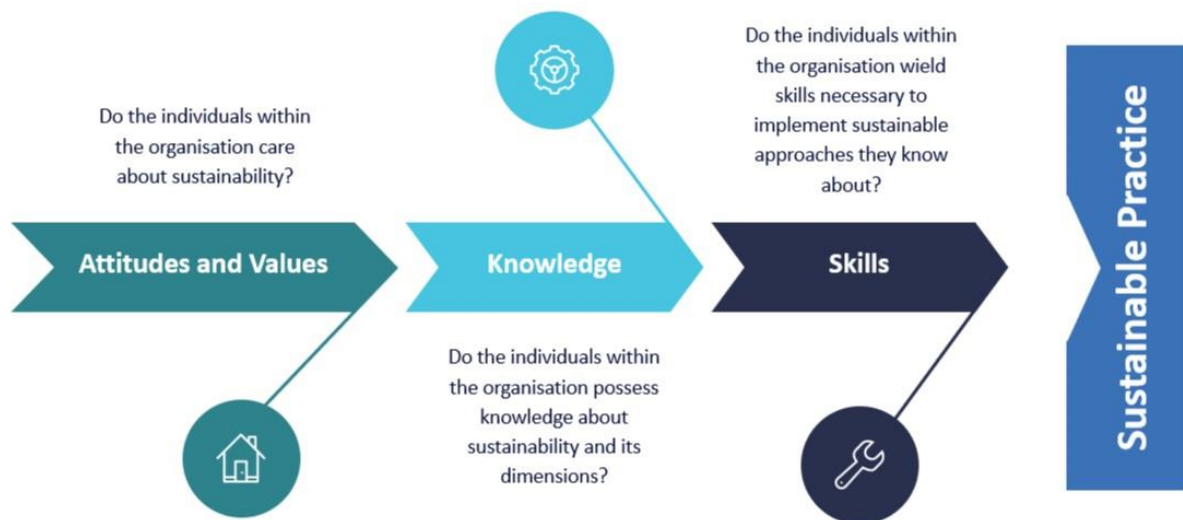 Do the individuals within
the organisation care
about sustainability?
Attitudes and Values
Knowledge
Do the individuals within
the organisation possess
knowledge about
sustainability and its
dimensions?
Do the individuals within
the organisation wield
skills necessary to
implement sustainable
approaches they know
about?
Skills
Sustainable Practice